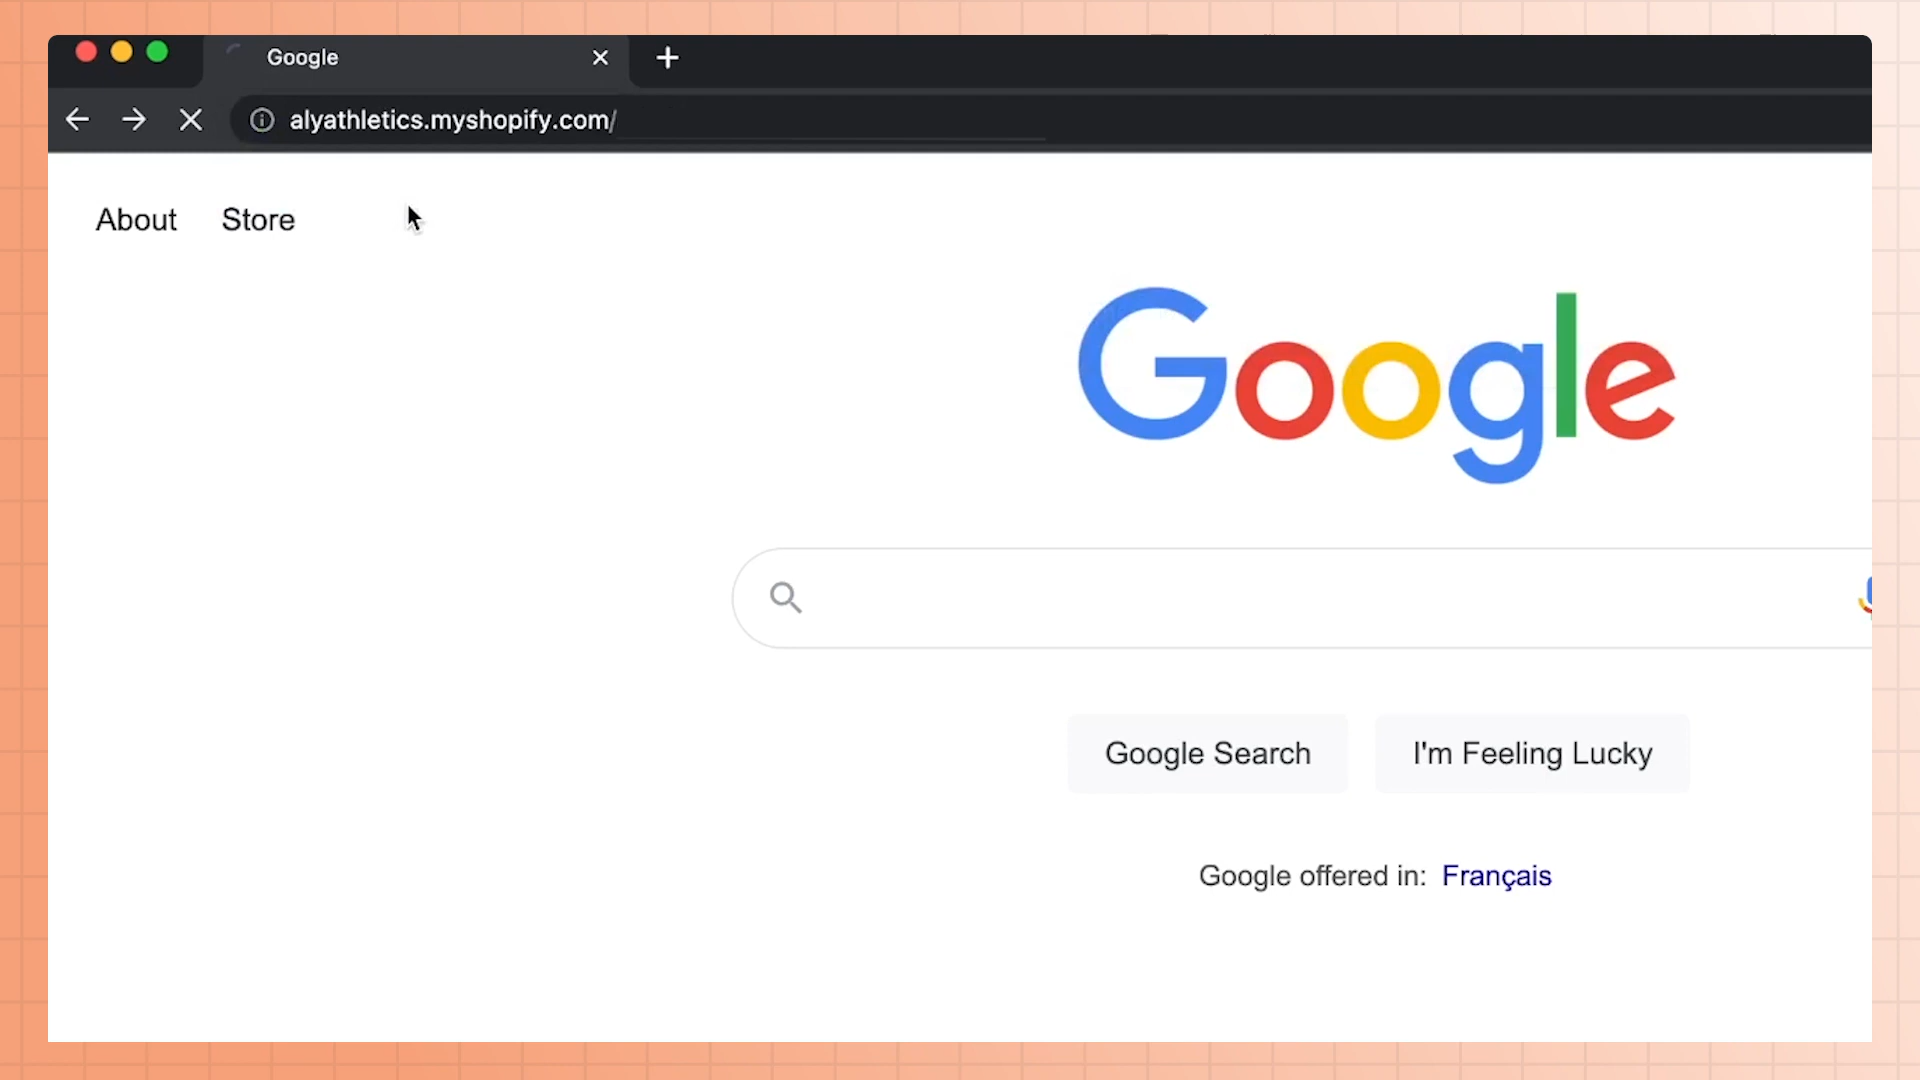 Google
alyathletics.myshopify.com/
About Store
Google
Google Search I'm Feeling Lucky
Google offered in: Français